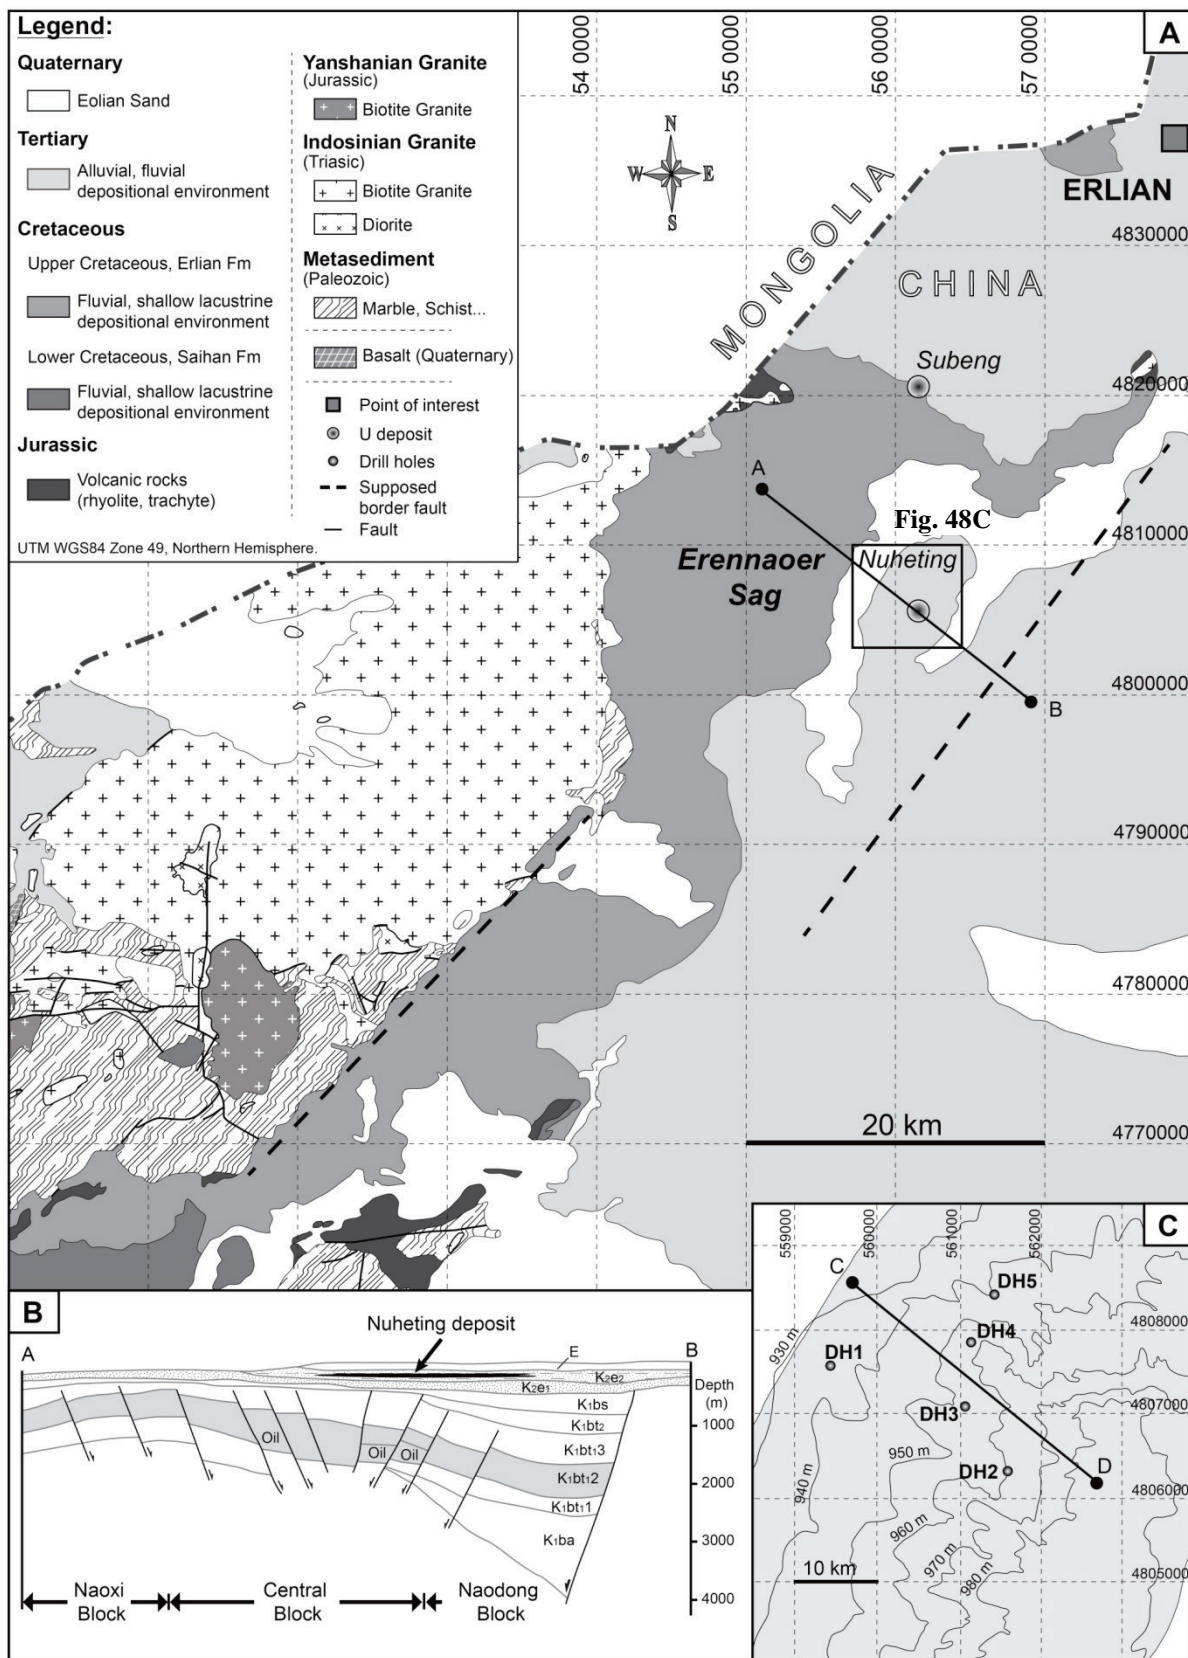 Legend:
Quaternary
Eolian Sand
Tertiary
Alluvial, fluvial
depositional environment
Cretaceous
Upper Cretaceous, Erlian Fm
Fluvial, shallow lacustrine
depositional environment
Lower Cretaceous, Saihan Fm
Fluvial, shallow lacustrine
depositional environment
Jurassic
Volcanic rocks
(rhyolite, trachyte)
Yanshanian Granite
(Jurassic)
Biotite Granite
Indosinian Granite
(Triasic)
Biotite Granite
Diorite
Metasediment
(Paleozoic)
Marble, Schist...
Basalt (Quaternary)
Point of interest
U deposit
Drill holes
Supposed
border fault
Fault
UTM WGS84 Zone 49, Northern Hemisphere.
A
54 0000
55 0000
56 0000
57 0000
N
W E
S
MONGOLIA
CHINA
ERLIAN
4830000
Subeng
4820000
A
Fig. 48C
4810000
Erennaoer
Sag
Nuheting
4800000
B
4790000
4780000
20 km
4770000
B
Nuheting deposit
A
B
E
K2e2
K2e1
Depth
(m)
K1bs
1000
K1bt2
Oil
Oil
Oil
K1bt13
K1bt12
2000
K1bt11
K1ba
3000
4000
Naoxi
Block
Central
Block
Naodong
Block
C
559000
560000
561000
562000
C
DH5
4808000
930 m
DH4
DH1
4807000
DH3
950 m
DH2
D
940 m
4806000
960 m
970 m
980 m
10 km
4805000